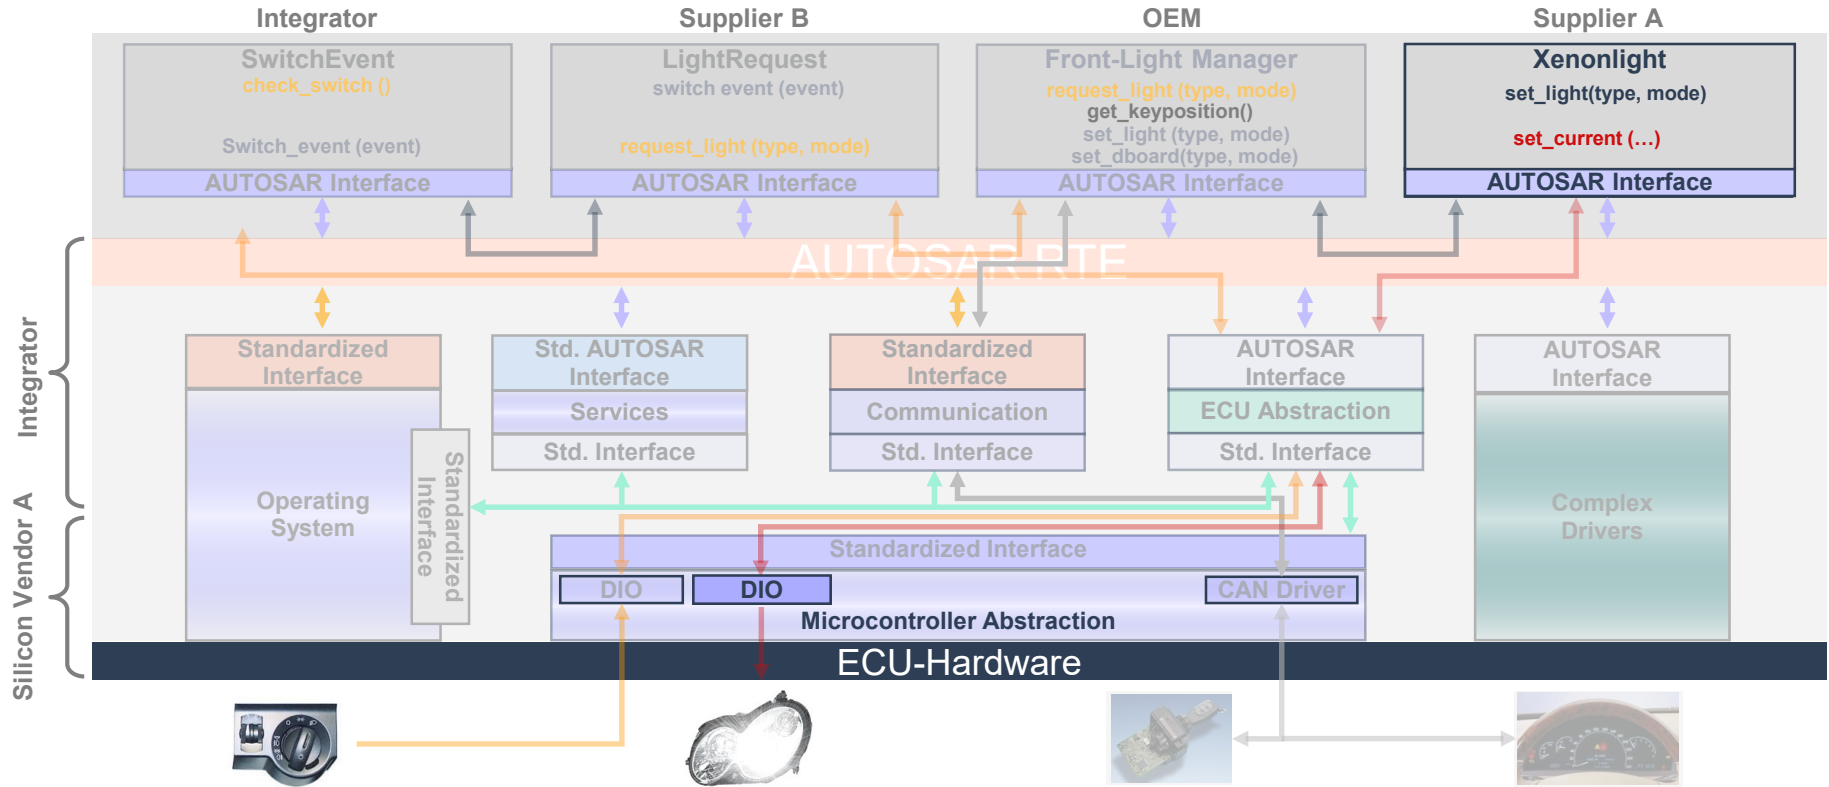 Integrator
Supplier B
OEM
Supplier A
SwitchEvent
check_switch ()
Switch_event (event)
AUTOSAR Interface
LightRequest
switch event (event)
request_light (type, mode)
AUTOSAR Interface
Front-Light Manager
request_light (type, mode)
get_keyposition()
set_light (type, mode)
set_dboard(type, mode)
AUTOSAR Interface
Xenonlight
set_light(type, mode)
set_current (…)
AUTOSAR Interface
AUTOSAR RTE
Integrator
Silicon Vendor A
Standardized
Interface
Operating
System
Standardized
Interface
Std. AUTOSAR
Interface
Services
Std. Interface
Standardized
Interface
Communication
Std. Interface
AUTOSAR
Interface
ECU Abstraction
Std. Interface
AUTOSAR
Interface
Complex
Drivers
Standardized Interface
DIO
DIO
CAN Driver
Microcontroller Abstraction
ECU-Hardware